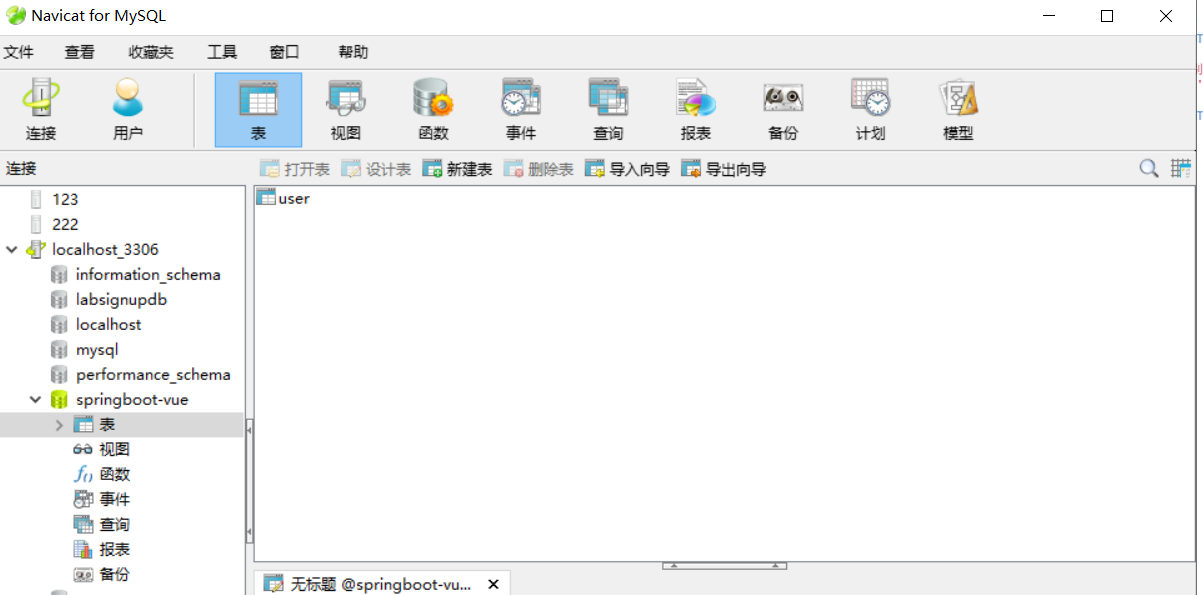 Navicat for MySQL
文件 查看 收藏夹 工具 窗口 帮助
连接 用户 表 视图 函数 事件 查询 报表 备份 计划 模型
连接 打开表 设计表 新建表 删除表 导入向导 导出向导
user
123
222
localhost_3306
information_schema
labsignupdb
localhost
mysql
performance_schema
springboot-vue
表
视图
函数
事件
查询
报表
备份
无标题 @springboot-vu...